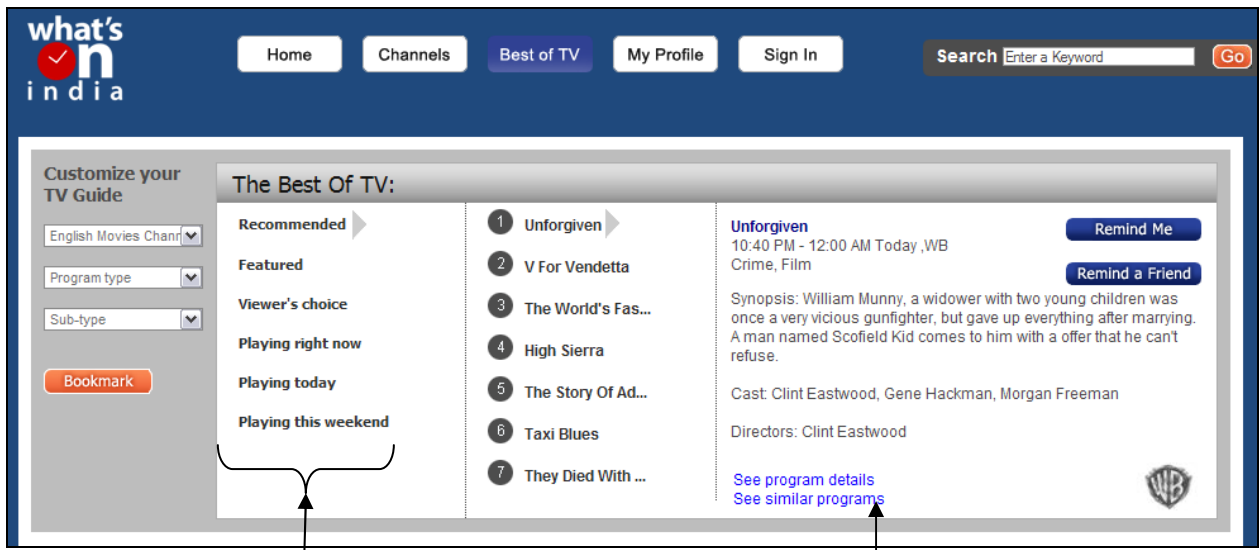 what's
on
india
Home
Channels
Best of TV
My Profile
Sign In
Search Enter a Keyword Go
Customize your
TV Guide
English Movies Chann
Program type
Sub-type
Bookmark
The Best Of TV:
Recommended
Featured
Viewer's choice
Playing right now
Playing today
Playing this weekend
1 Unforgiven
2 V For Vendetta
3 The World's Fas...
4 High Sierra
5 The Story Of Ad...
6 Taxi Blues
7 They Died With ...
Unforgiven
10:40 PM - 12:00 AM Today ,WB
Crime, Film
Remind Me
Remind a Friend
Synopsis: William Munny, a widower with two young children was
once a very vicious gunfighter, but gave up everything after marrying.
A man named Scofield Kid comes to him with a offer that he can't
refuse.
Cast: Clint Eastwood, Gene Hackman, Morgan Freeman
Directors: Clint Eastwood
See program details
See similar programs
WB